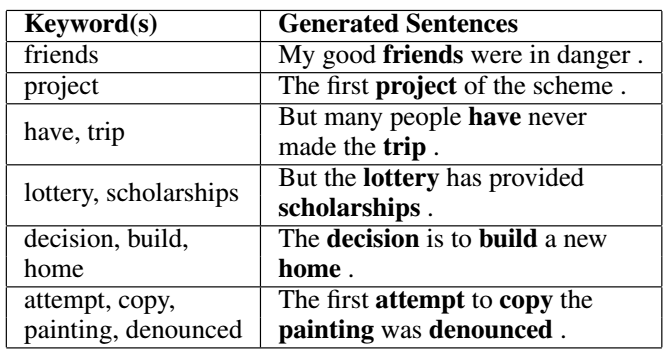 Keyword(s) Generated Sentences
friends My good friends were in danger .
project The first project of the scheme .
have, trip But many people have never
made the trip .
lottery, scholarships But the lottery has provided
scholarships .
decision, build, The decision is to build a new
home home .
attempt, copy, The first attempt to copy the
painting, denounced painting was denounced .